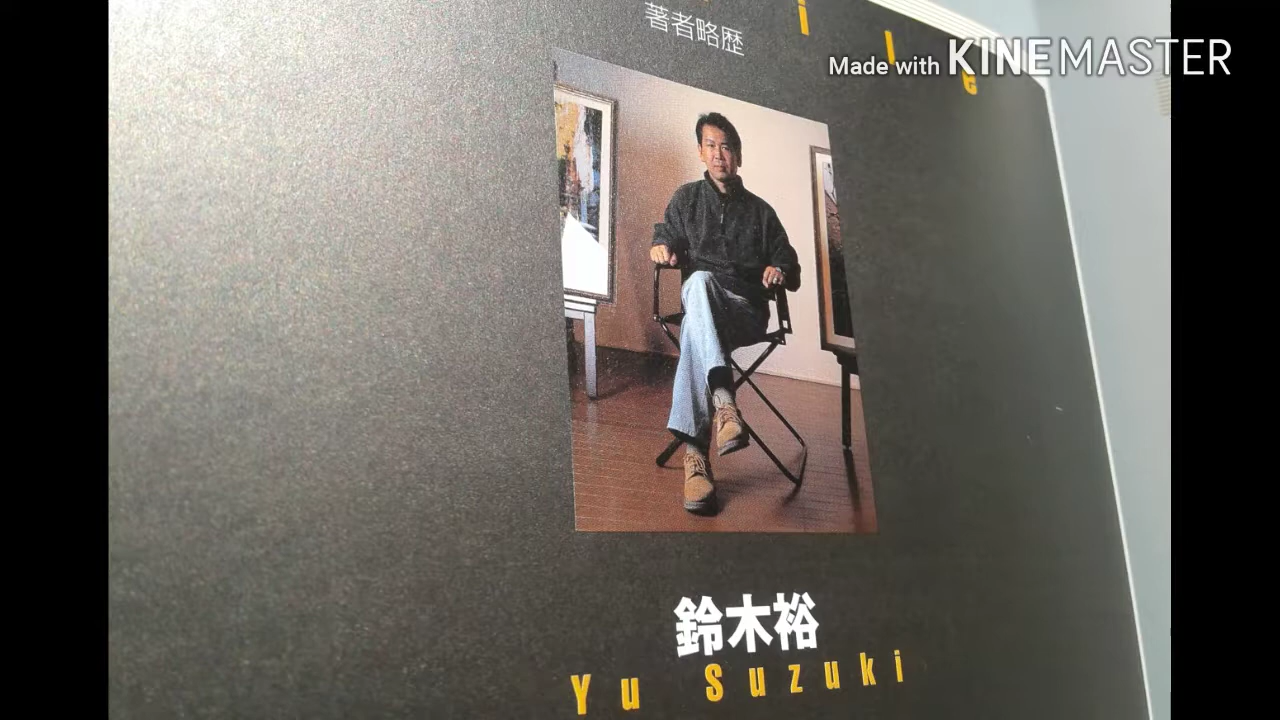 著者略歴
i l e
Made with KINEMASTER
鈴木裕
Yu Suzuki